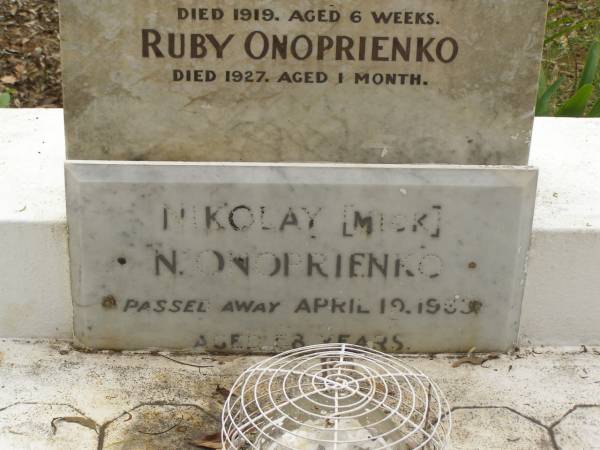 DIED 1919. AGED 6 WEEKS.
RUBY ONOPRIENKO
DIED 1927. AGED 1 MONTH.
NIKOLAY [MICK]
N. ONOPRIENKO
PASSED AWAY APRIL 19. 
AGED YEARS.